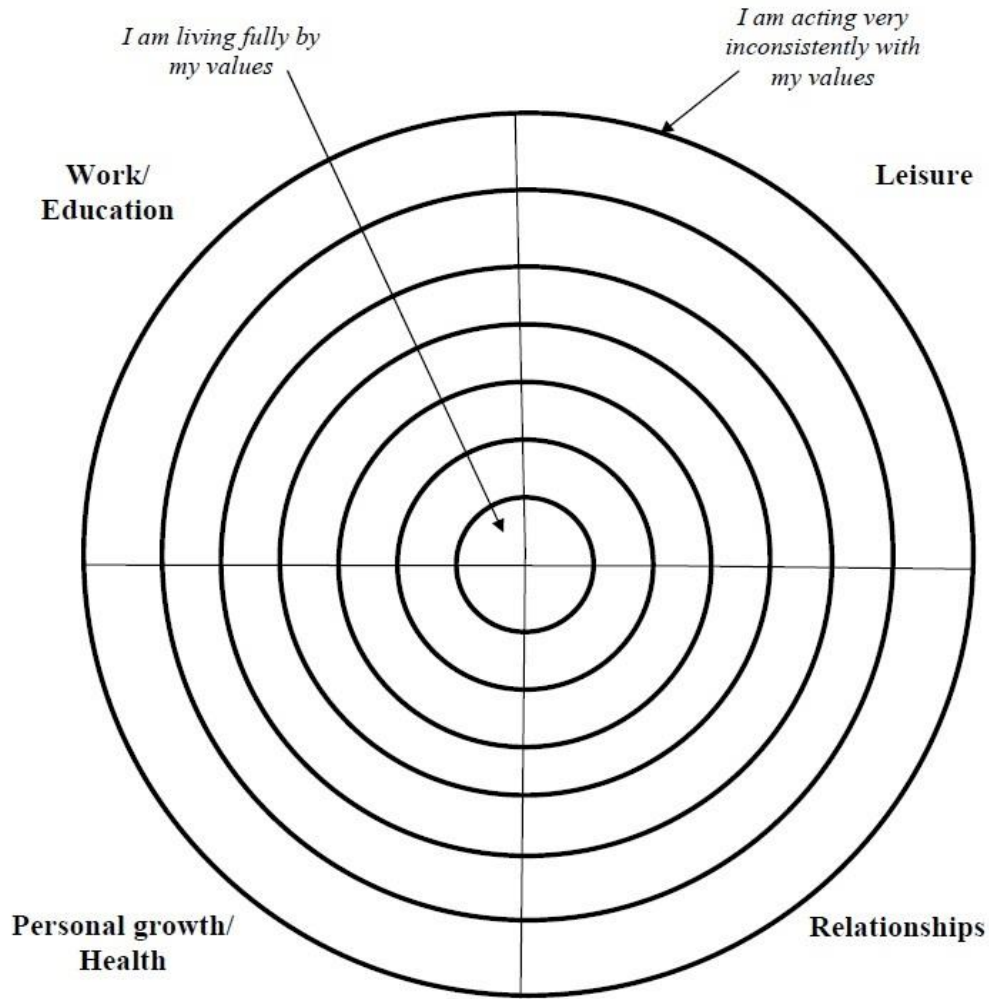 I am living fully by
my values
I am acting very
inconsistently with
my values
Work/
Education
Leisure
Personal growth/
Health
Relationships